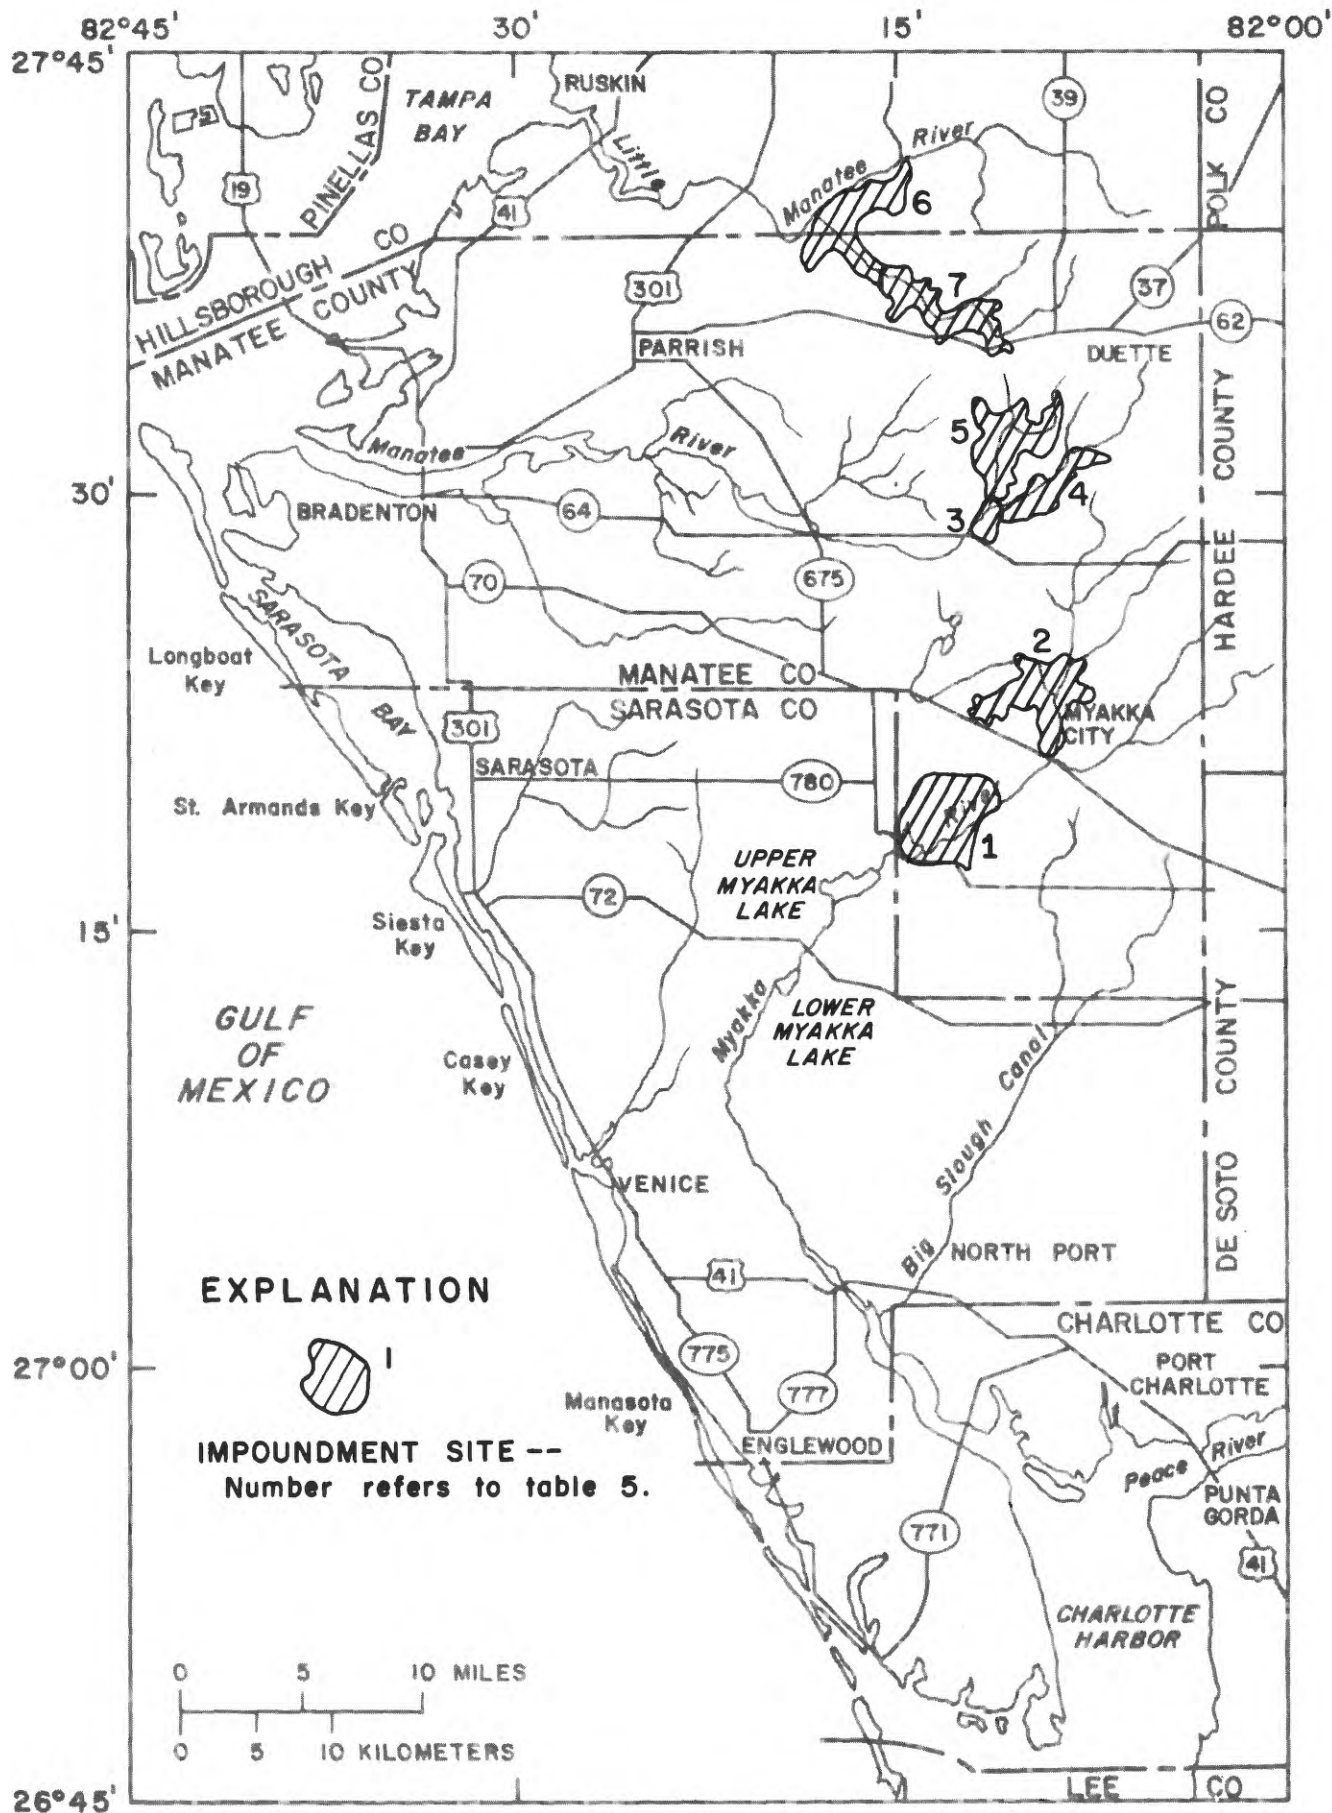 82°45'
30'
15'
82°00'
27°45'
30'
15'
27°00'
26°45'
RUSKIN
TAMPA
BAY
PINELLAS CO
POLK CO
39
19
41
Little
Manatee
River
6
HILLSBOROUGH CO
MANATEE COUNTY
301
7
37
62
PARRISH
DUETTE
5
Manatee
River
4
BRADENTON
64
3
HARDEE COUNTY
70
675
SARASOTA
BAY
Longboat
Key
2
MANATEE CO
SARASOTA CO
MYAKKA
CITY
301
SARASOTA
780
St. Armands Key
River
1
UPPER
MYAKKA
LAKE
72
Siesta
Key
GULF
OF
MEXICO
Myakka
LOWER
MYAKKA
LAKE
Casey
Key
Big Slough Canal
DE SOTO COUNTY
VENICE
NORTH PORT
41
EXPLANATION
1
IMPOUNDMENT SITE --
Number refers to table 5.
CHARLOTTE CO
PORT
CHARLOTTE
775
777
Manasota
Key
ENGLEWOOD
Peace River
PUNTA
GORDA
771
41
CHARLOTTE
HARBOR
0 5 10 MILES
0 5 10 KILOMETERS
LEE CO